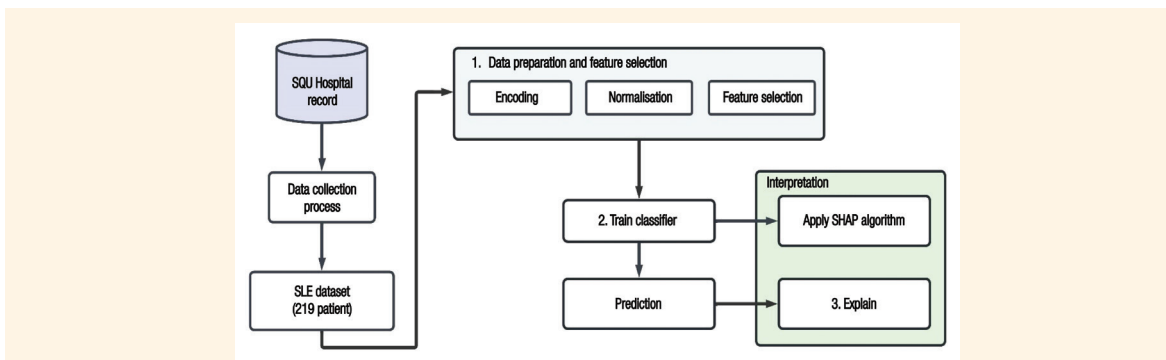 SQU Hospital
record
Data collection
process
SLE dataset
(219 patient)
1. Data preparation and feature selection
Encoding
Normalisation
Feature selection
2. Train classifier
Prediction
Interpretation
Apply SHAP algorithm
3. Explain